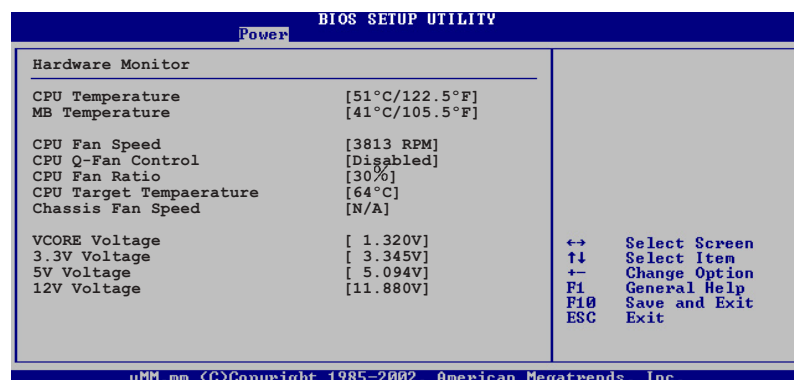 BIOS SETUP UTILITY
Power
Hardware Monitor
CPU Temperature [51°C/122.5°F]
MB Temperature [41°C/105.5°F]
CPU Fan Speed [3813 RPM]
CPU Q-Fan Control [Disabled]
CPU Fan Ratio [30%]
CPU Target Tempaerature [64°C]
Chassis Fan Speed [N/A]
VCORE Voltage [ 1.320V]
3.3V Voltage [ 3.345V]
5V Voltage [ 5.094V]
12V Voltage [11.880V]
←→ Select Screen
↑↓ Select Item
+- Change Option
F1 General Help
F10 Save and Exit
ESC Exit
(C)Copyright 1985-2002, American Megatrends, Inc